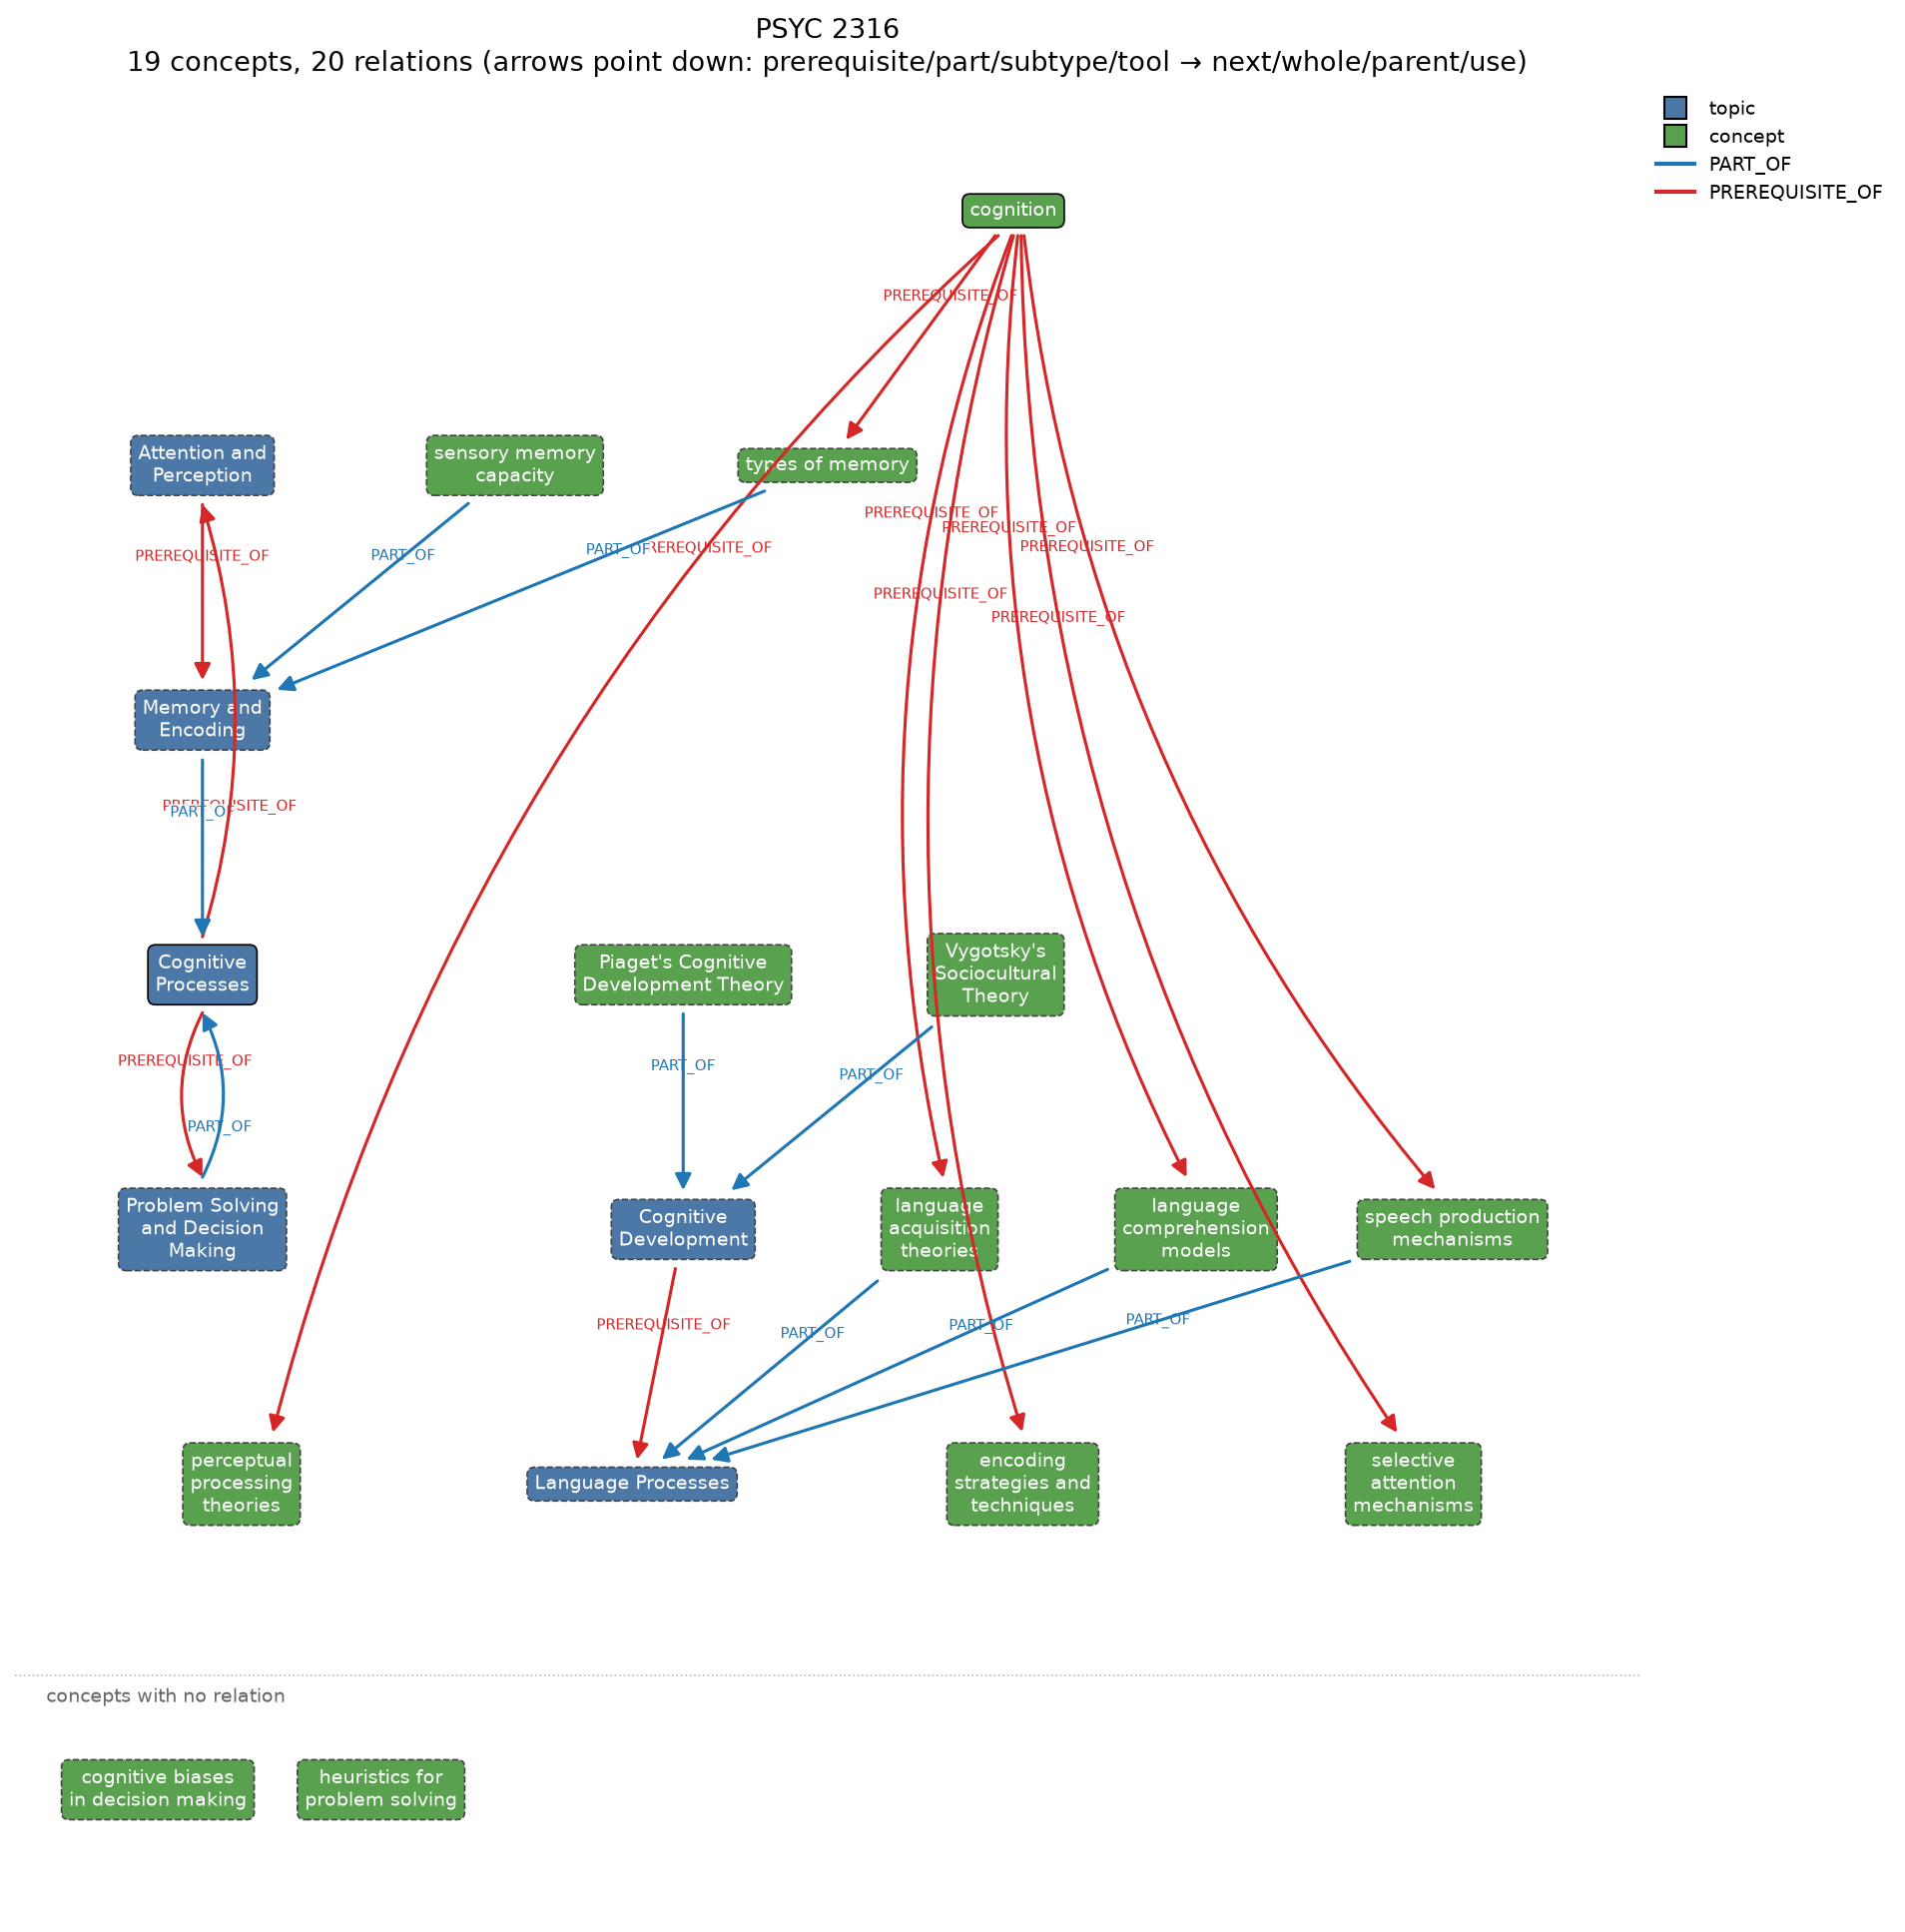 PSYC 2316
19 concepts, 20 relations (arrows point down: prerequisite/part/subtype/tool → next/whole/parent/use)
topic
concept
PART_OF
PREREQUISITE_OF
cognition
PREREQUISITE_OF
Attention and
Perception
sensory memory
capacity
types of memory
PREREQUISITE_OF
PREREQUISITE_OF
PREREQUISITE_OF
PREREQUISITE_OF
PART_OF
PART_OF
PREREQUISITE_OF
PREREQUISITE_OF
PREREQUISITE_OF
Memory and
Encoding
PREREQUISITE_OF
PART_OF
Cognitive
Processes
Piaget's Cognitive
Development Theory
Vygotsky's
Sociocultural
Theory
PREREQUISITE_OF
PART_OF
PART_OF
PART_OF
Problem Solving
and Decision
Making
Cognitive
Development
language
acquisition
theories
language
comprehension
models
speech production
mechanisms
PREREQUISITE_OF
PART_OF
PART_OF
PART_OF
perceptual
processing
theories
Language Processes
encoding
strategies and
techniques
selective
attention
mechanisms
concepts with no relation
cognitive biases
in decision making
heuristics for
problem solving